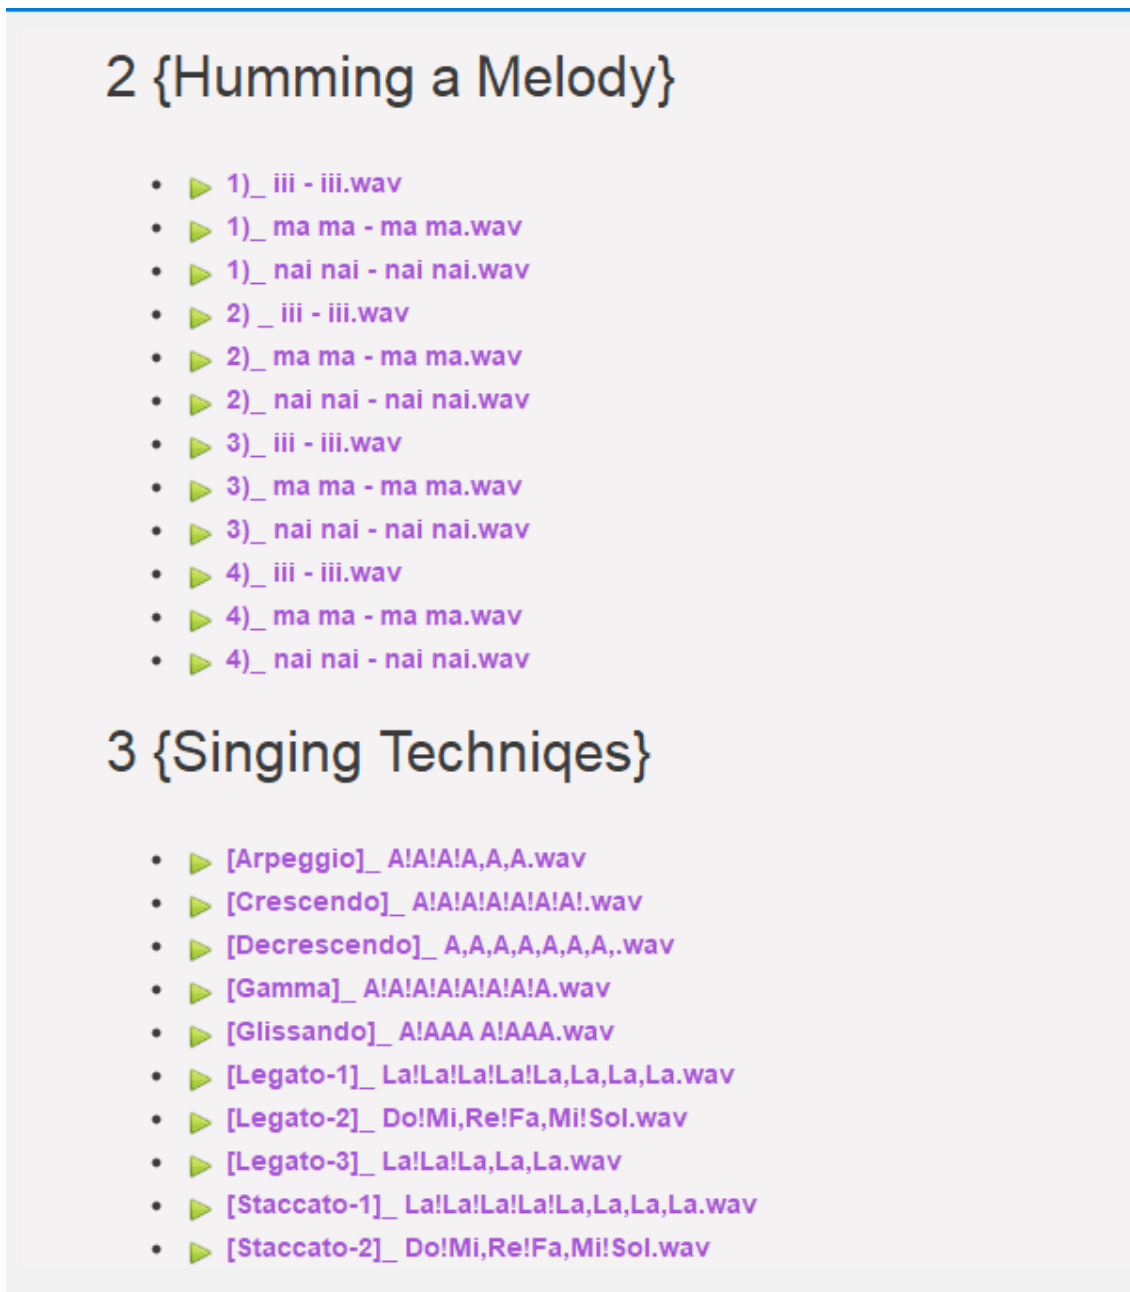 2 {Humming a Melody}
1)_ iii - iii.wav
1)_ ma ma - ma ma.wav
1)_ nai nai - nai nai.wav
2) _ iii - iii.wav
2)_ ma ma - ma ma.wav
2)_ nai nai - nai nai.wav
3)_ iii - iii.wav
3)_ ma ma - ma ma.wav
3)_ nai nai - nai nai.wav
4)_ iii - iii.wav
4)_ ma ma - ma ma.wav
4)_ nai nai - nai nai.wav
3 {Singing Techniqes}
[Arpeggio]_ A!A!A!A,A,A.wav
[Crescendo]_ A!A!A!A!A!A!A!.wav
[Decrescendo]_ A,A,A,A,A,A,A,.wav
[Gamma]_ A!A!A!A!A!A!A!A.wav
[Glissando]_ A!AAA A!AAA.wav
[Legato-1]_ La!La!La!La!La,La,La,La.wav
[Legato-2]_ Do!Mi,Re!Fa,Mi!Sol.wav
[Legato-3]_ La!La!La,La,La.wav
[Staccato-1]_ La!La!La!La!La,La,La,La.wav
[Staccato-2]_ Do!Mi,Re!Fa,Mi!Sol.wav